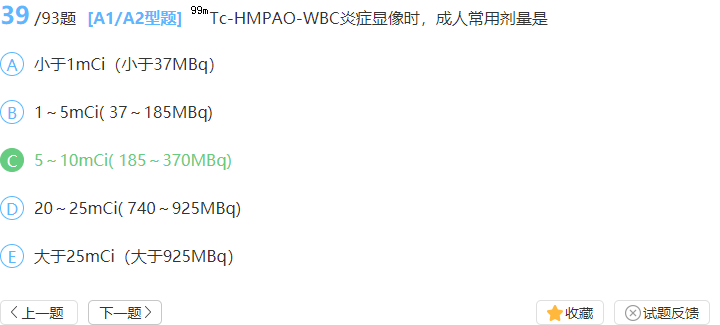 39 /93题 [A1/A2型题] ⁹⁹ᵐTc-HMPAO-WBC炎症显像时，成人常用剂量是
A 小于1mCi（小于37MBq）
B 1～5mCi( 37～185MBq)
C 5～10mCi( 185～370MBq)
D 20～25mCi( 740～925MBq)
E 大于25mCi（大于925MBq）
上一题 下一题 收藏 试题反馈